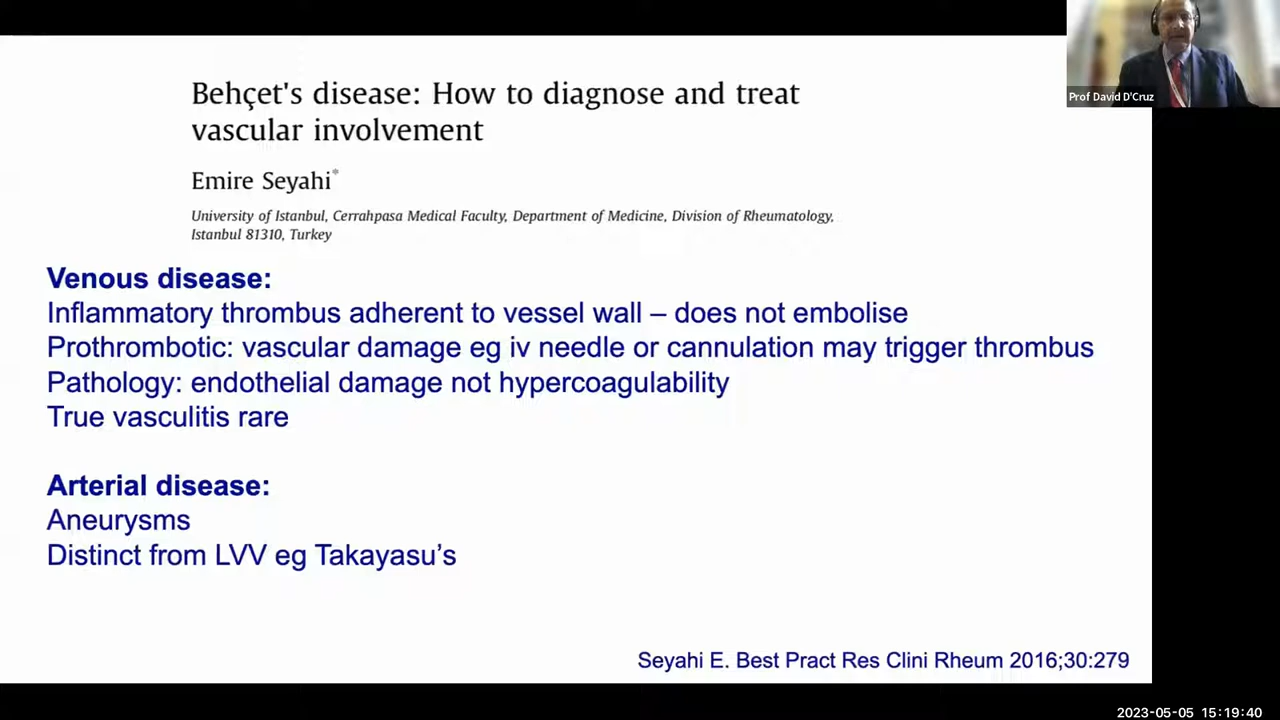 Behçet's disease: How to diagnose and treat
vascular involvement
Emire Seyahi*
University of Istanbul, Cerrahpasa Medical Faculty, Department of Medicine, Division of Rheumatology,
Istanbul 81310, Turkey
Venous disease:
Inflammatory thrombus adherent to vessel wall – does not embolise
Prothrombotic: vascular damage eg iv needle or cannulation may trigger thrombus
Pathology: endothelial damage not hypercoagulability
True vasculitis rare
Arterial disease:
Aneurysms
Distinct from LVV eg Takayasu’s
Seyahi E. Best Pract Res Clini Rheum 2016;30:279
Prof David D'Cruz
2023-05-05 15:19:40